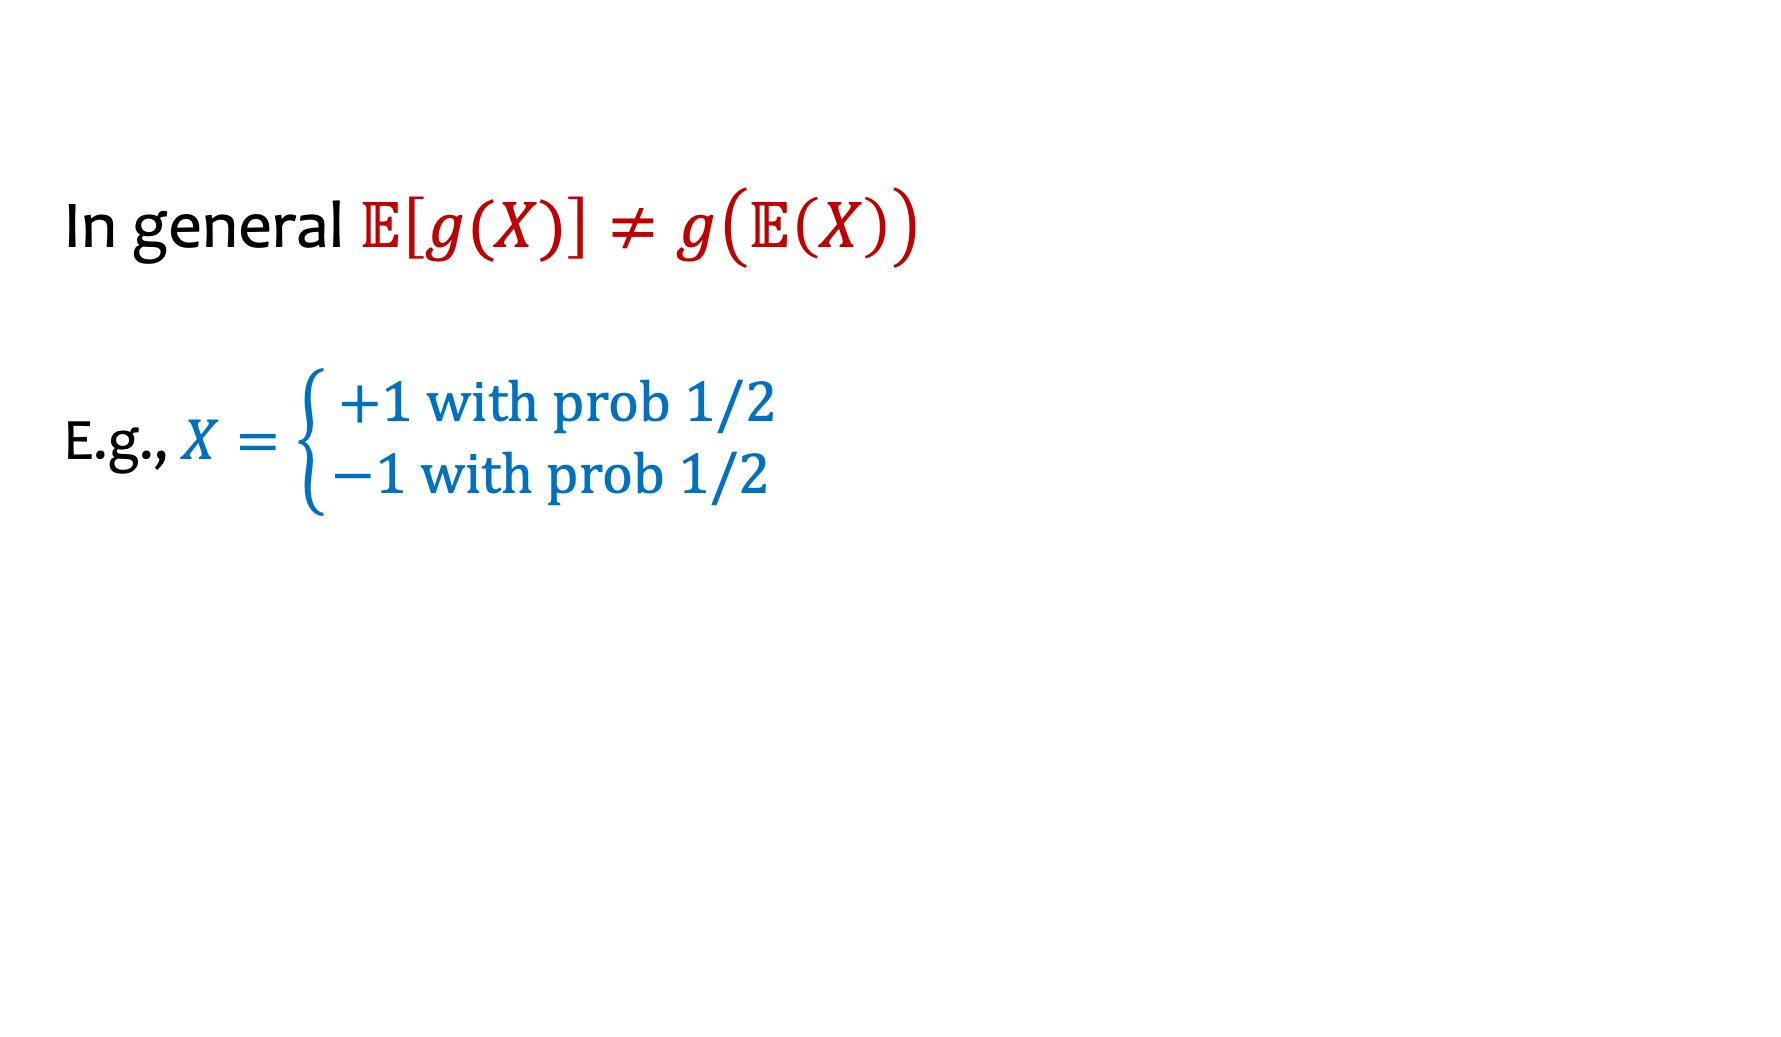 In general 𝔼[g(X)] ≠ g(𝔼(X))
E.g., X = { +1 with prob 1/2
−1 with prob 1/2